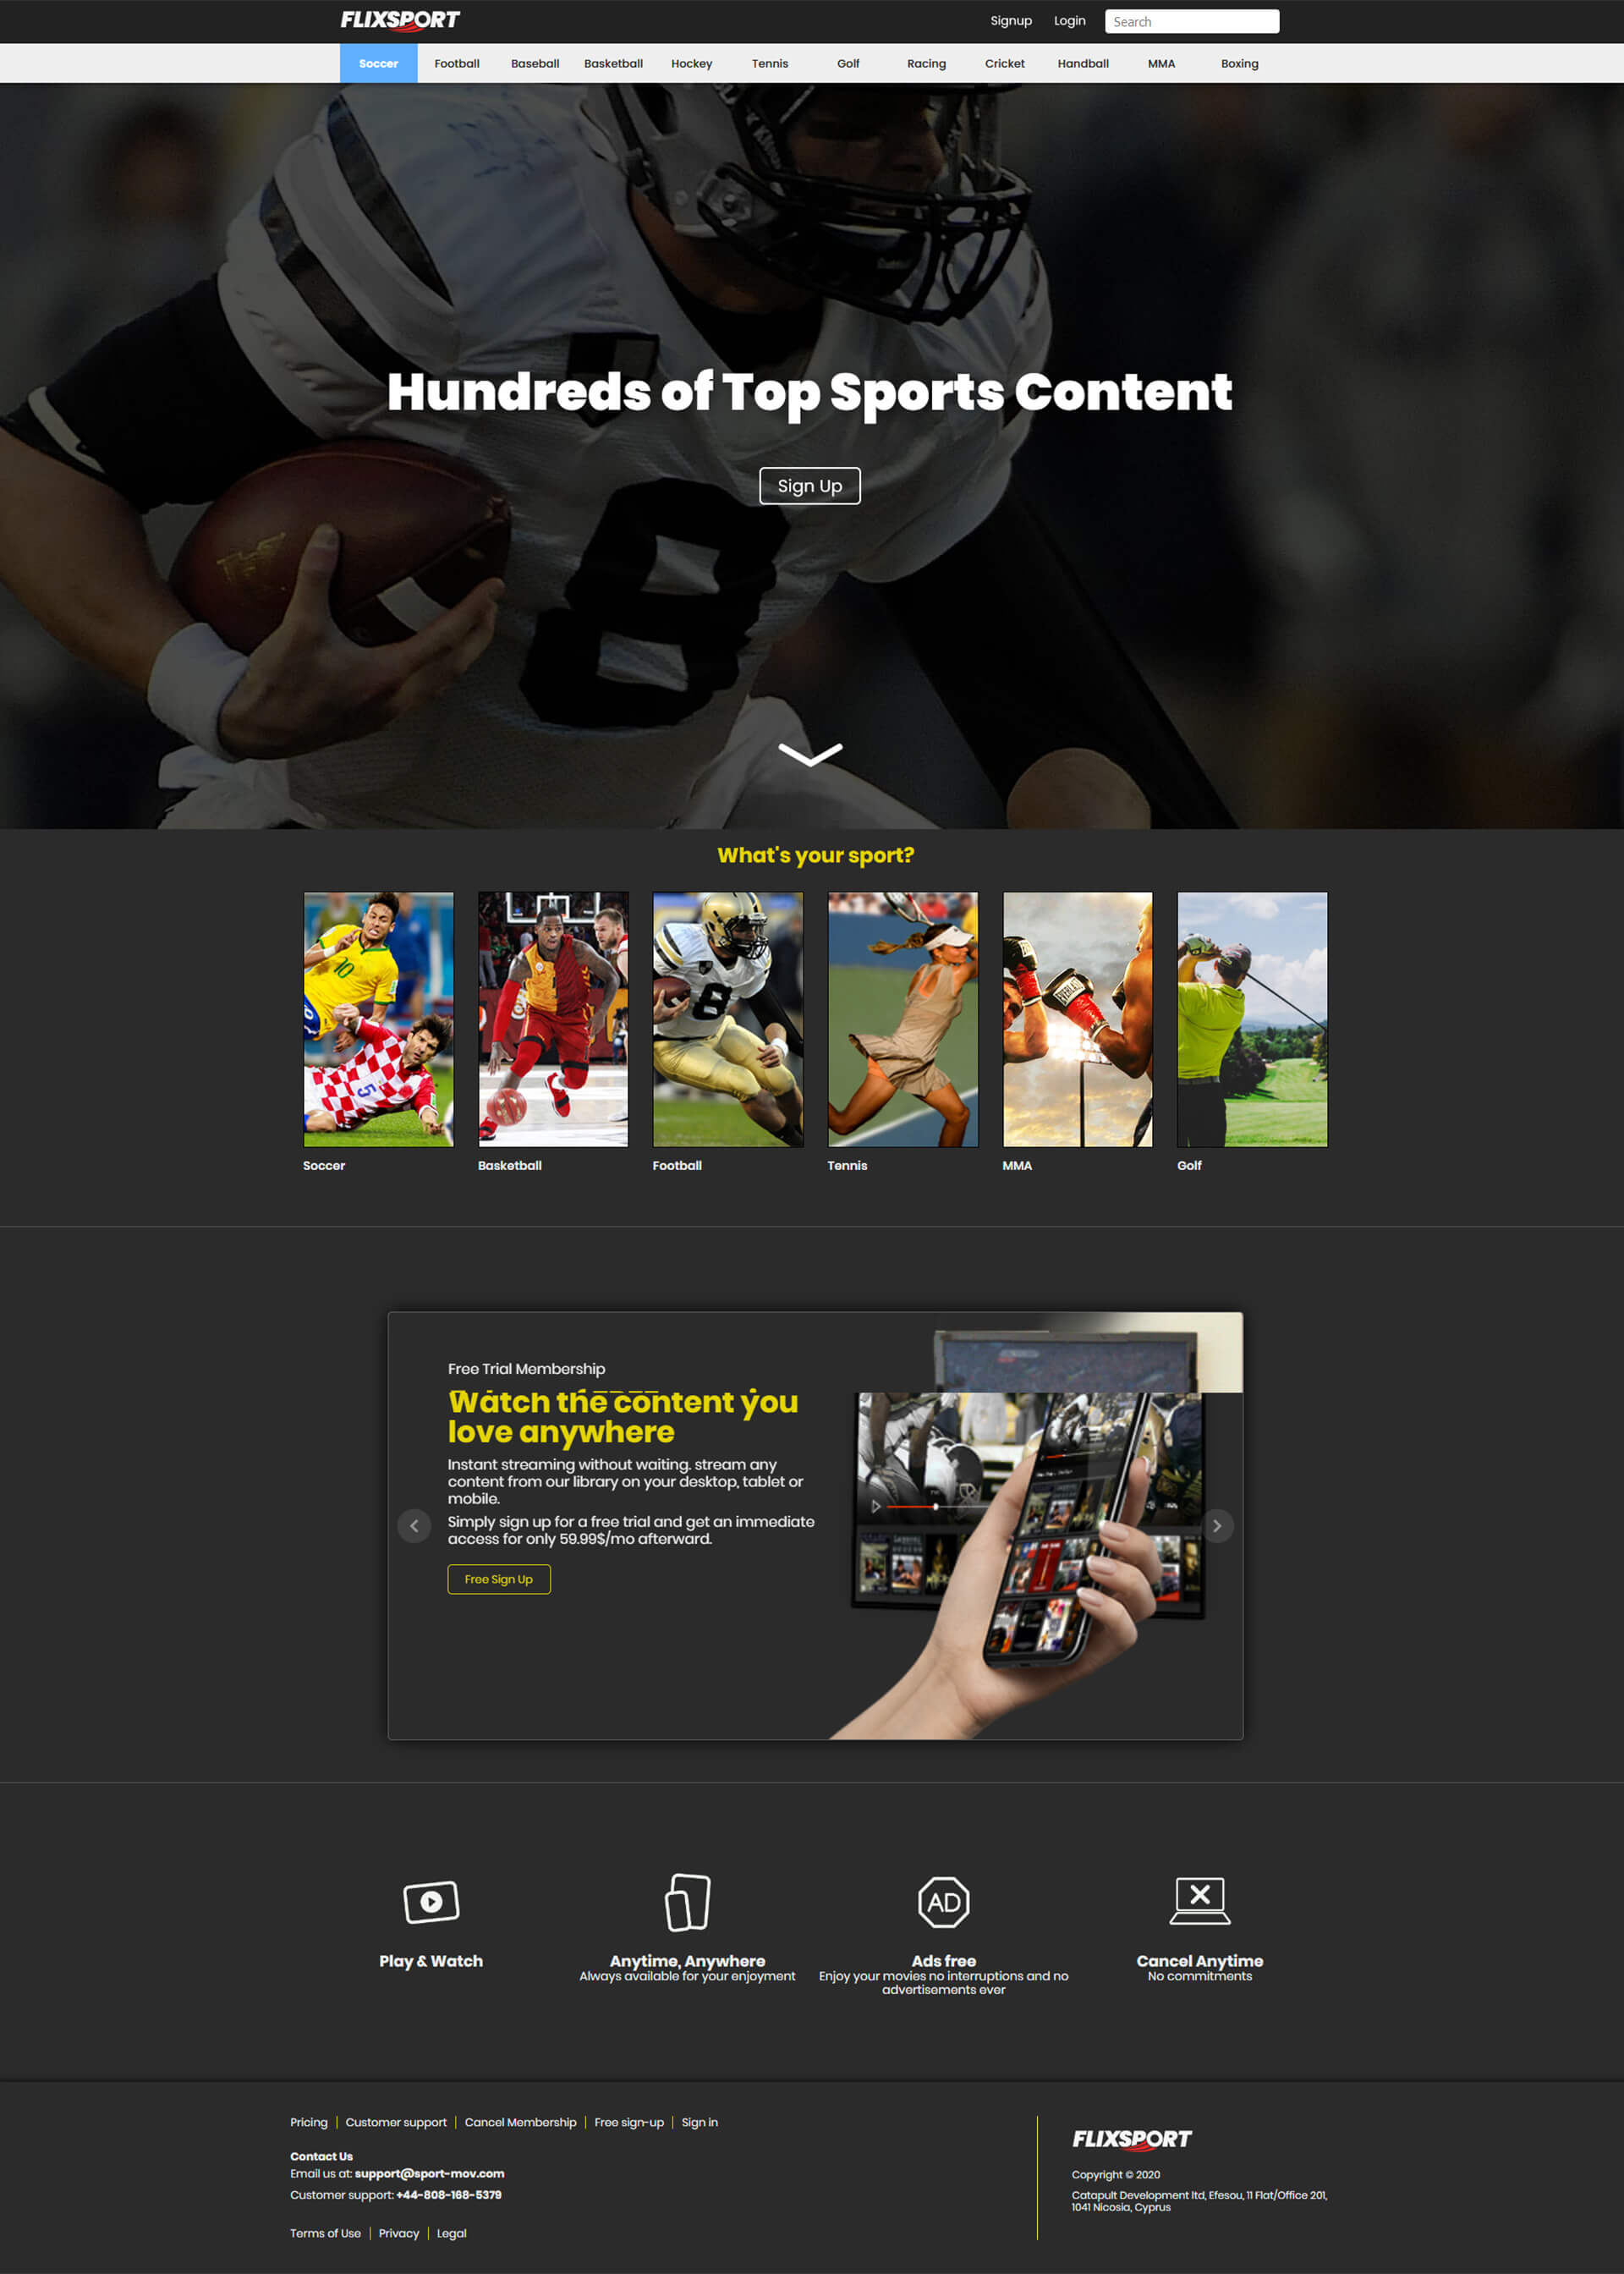 FLIXSPORT
Signup Login Search
Soccer Football Baseball Basketball Hockey Tennis Golf Racing Cricket Handball MMA Boxing
Hundreds of Top Sports Content
8
Sign Up
What's your sport?
10
5
8
EVERLAST
Soccer Basketball Football Tennis MMA Golf
Free Trial Membership
Watch the content you
love anywhere
Instant streaming without waiting. stream any
content from our library on your desktop, tablet or
mobile.
Simply sign up for a free trial and get an immediate
access for only 59.99$/mo afterward.
Free Sign Up
AD
Play & Watch
Anytime, Anywhere
Always available for your enjoyment
Ads free
Enjoy your movies no interruptions and no
advertisements ever
Cancel Anytime
No commitments
Pricing | Customer support | Cancel Membership | Free sign-up | Sign in
Contact Us
Email us at: support@sport-mov.com
Customer support: +44-808-168-5379
Terms of Use | Privacy | Legal
FLIXSPORT
Copyright © 2020
Catapult Development ltd, Efesou, 11 Flat/Office 201,
1041 Nicosia, Cyprus